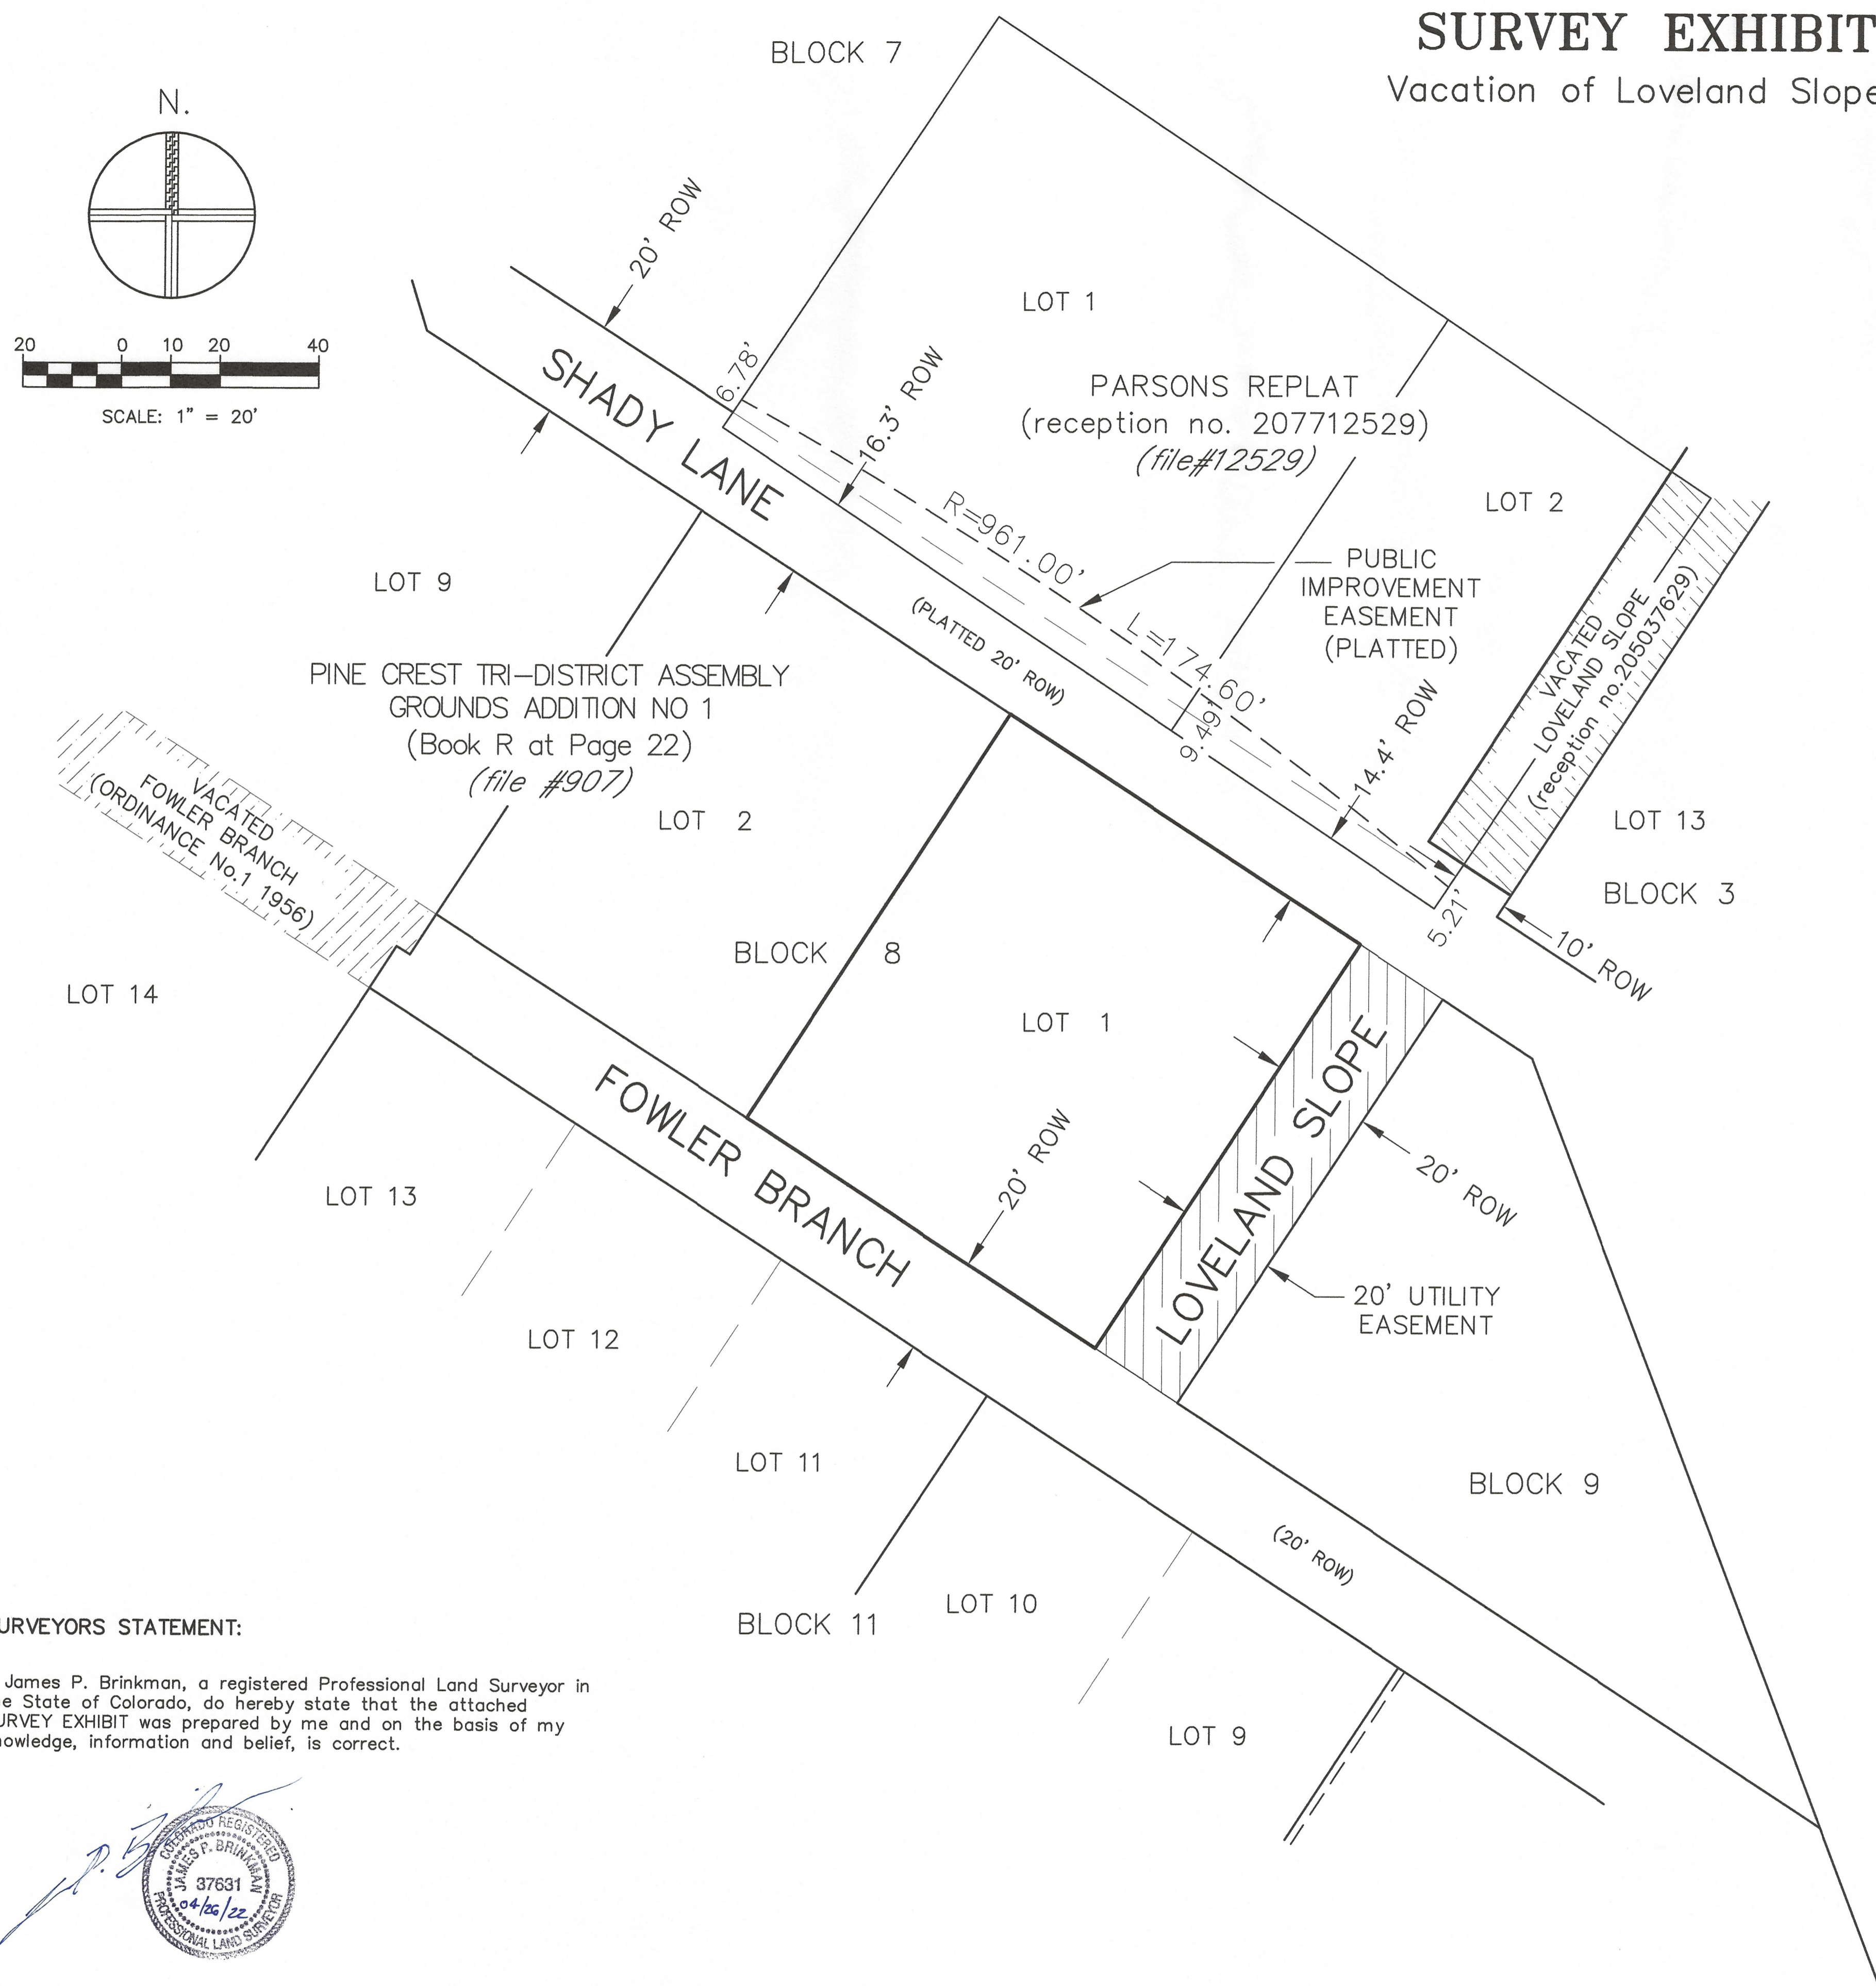 SURVEY EXHIBIT
Vacation of Loveland Slope
BLOCK 7
N.
20 0 10 20 40
SCALE: 1" = 20'
20' ROW
LOT 1
6.78'
SHADY LANE
16.3' ROW
PARSONS REPLAT
(reception no. 207712529)
(file#12529)
LOT 2
R=961.00'
L=174.60'
PUBLIC
IMPROVEMENT
EASEMENT
(PLATTED)
VACATED
LOVELAND SLOPE
(reception no.205037629)
LOT 9
(PLATTED 20' ROW)
PINE CREST TRI-DISTRICT ASSEMBLY
GROUNDS ADDITION NO 1
(Book R at Page 22)
(file #907)
9.49'
14.4' ROW
VACATED
FOWLER BRANCH
(ORDINANCE No.1 1956)
LOT 2
LOT 13
BLOCK 3
5.21'
10' ROW
BLOCK 8
LOT 14
LOT 1
LOVELAND SLOPE
FOWLER BRANCH
20' ROW
20' ROW
LOT 13
20' UTILITY
EASEMENT
LOT 12
LOT 11
BLOCK 9
(20' ROW)
LOT 10
BLOCK 11
LOT 9
URVEYORS STATEMENT:
James P. Brinkman, a registered Professional Land Surveyor in
e State of Colorado, do hereby state that the attached
URVEY EXHIBIT was prepared by me and on the basis of my
nowledge, information and belief, is correct.
COLORADO REGISTERED
JAMES P. BRINKMAN
37631
04/26/22
PROFESSIONAL LAND SURVEYOR